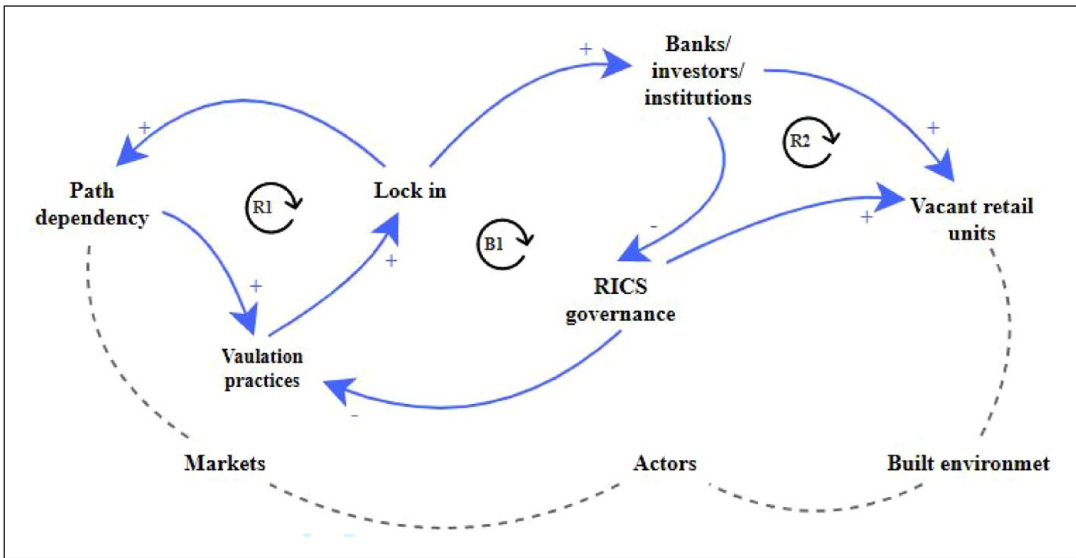 Banks/
investors/
institutions
+
+
+
+
R2
Path
dependency
R1
Lock in
Vacant retail
units
+
-
B1
+
+
RICS
governance
Vaulation
practices
-
Markets
Actors
Built environmet